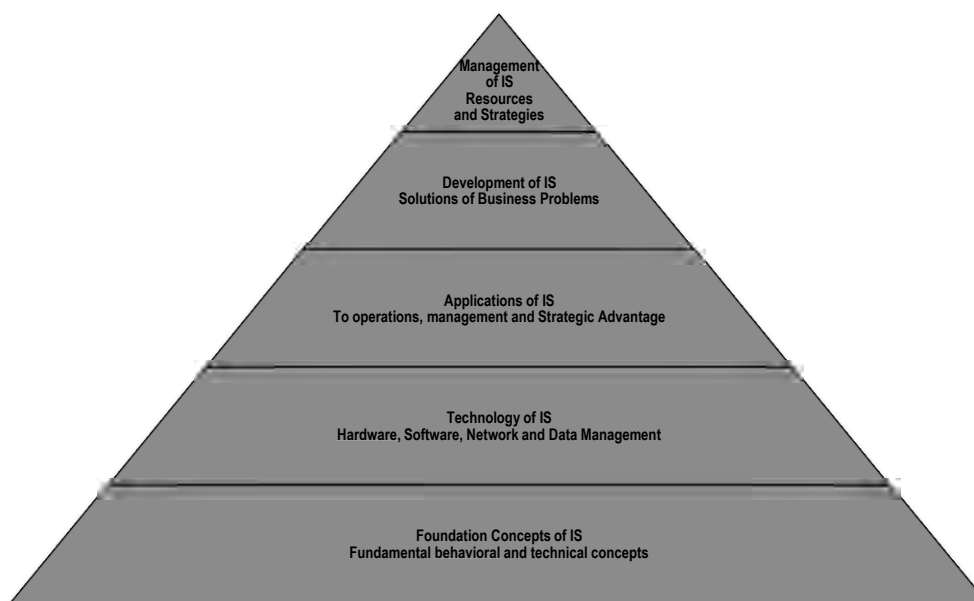 Management
of IS
Resources
and Strategies
Development of IS
Solutions of Business Problems
Applications of IS
To operations, management and Strategic Advantage
Technology of IS
Hardware, Software, Network and Data Management
Foundation Concepts of IS
Fundamental behavioral and technical concepts